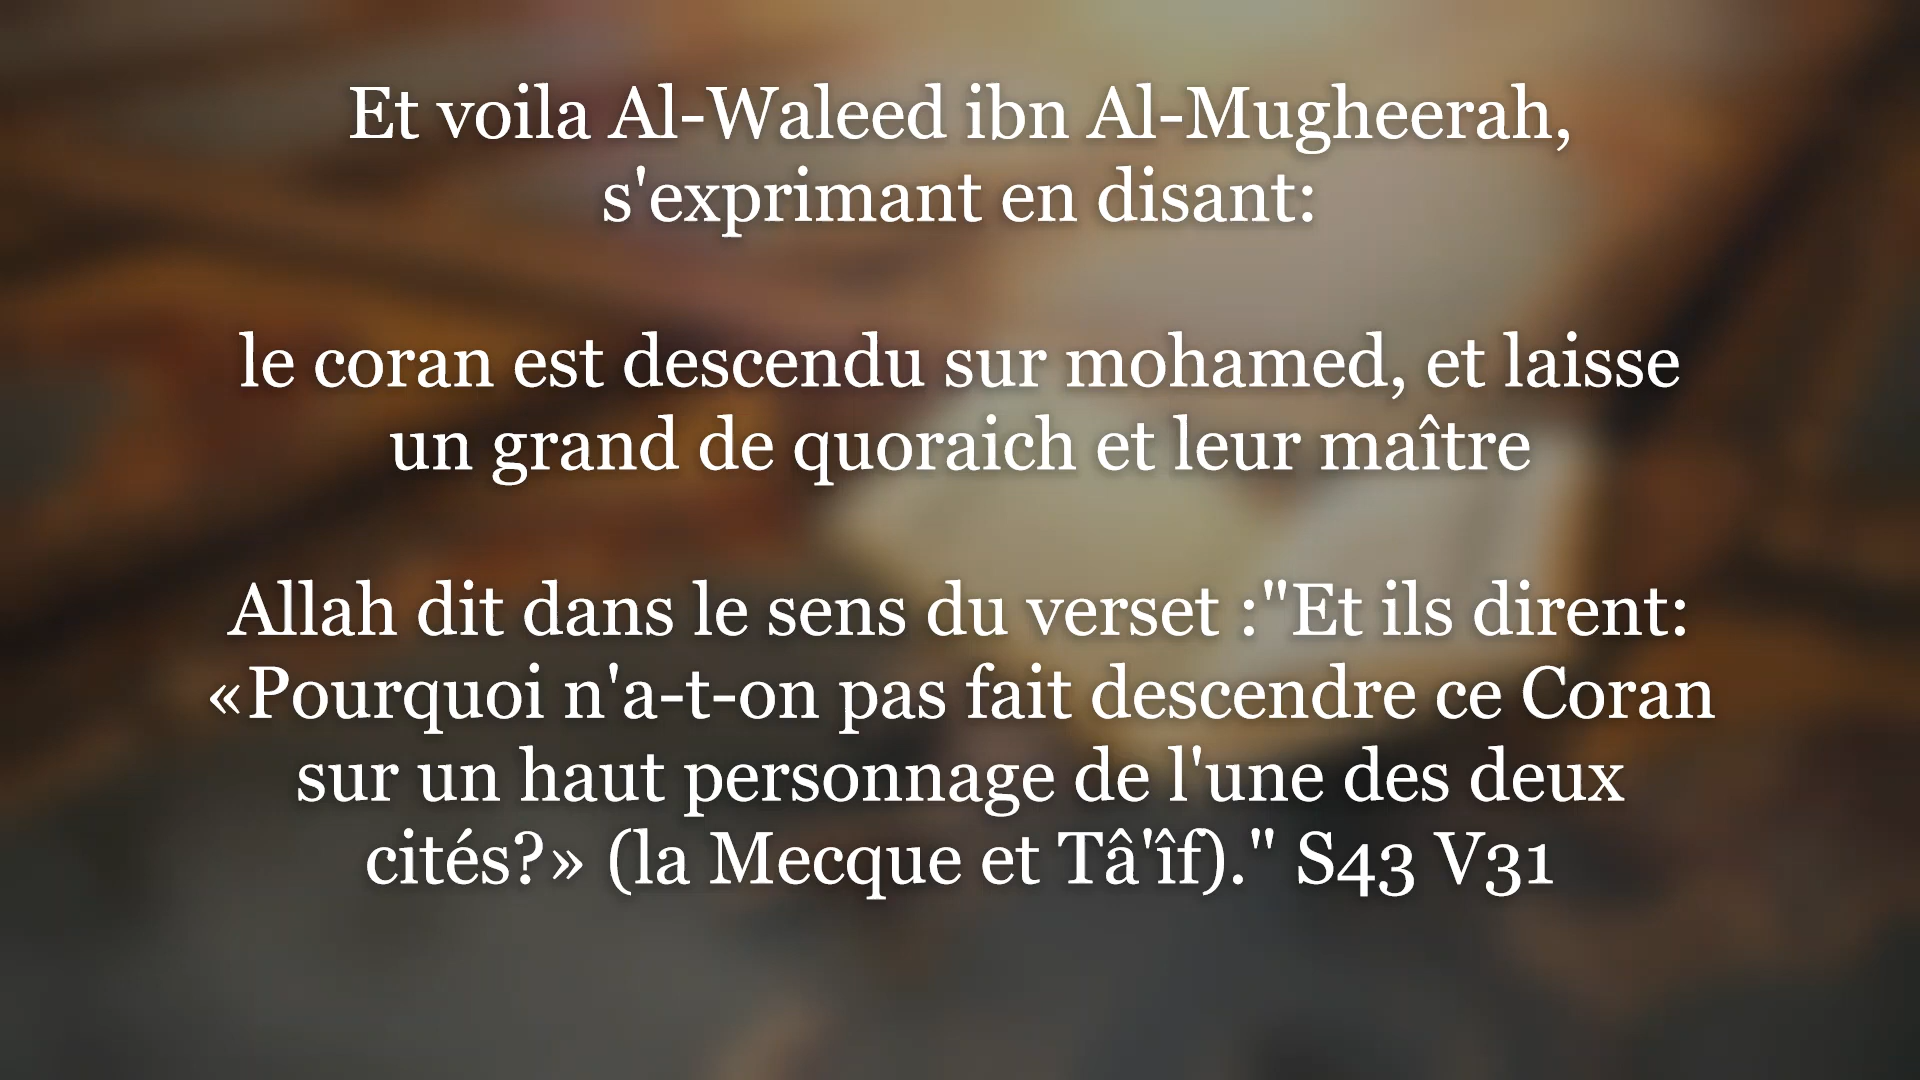 Et voila Al-Waleed ibn Al-Mugheerah,
s'exprimant en disant:
le coran est descendu sur mohamed, et laisse
un grand de quoraich et leur maître
Allah dit dans le sens du verset :"Et ils dirent:
«Pourquoi n'a-t-on pas fait descendre ce Coran
sur un haut personnage de l'une des deux
cités?» (la Mecque et Tâ'îf)." S43 V31